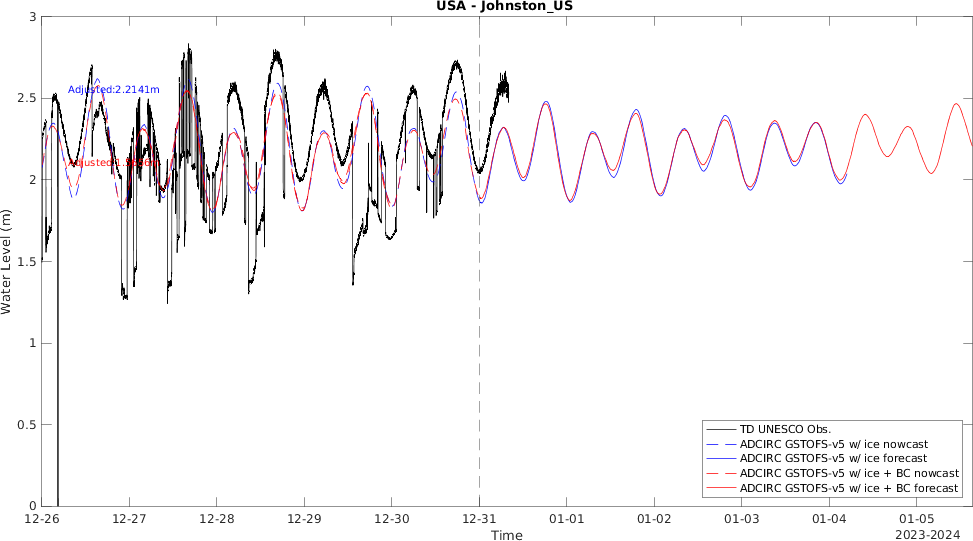 USA - Johnston_US
3
2.5
2
1.5
1
0.5
0
Water Level (m)
Adjusted:2.2141m
12-26
12-27
12-28
12-29
12-30
12-31
01-01
01-02
01-03
01-04
01-05
Time
2023-2024
TD UNESCO Obs.
ADCIRC GSTOFS-v5 w/ ice nowcast
ADCIRC GSTOFS-v5 w/ ice forecast
ADCIRC GSTOFS-v5 w/ ice + BC nowcast
ADCIRC GSTOFS-v5 w/ ice + BC forecast